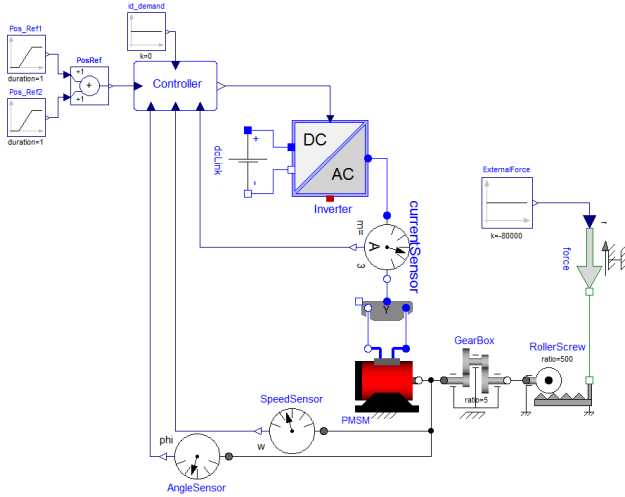 id_demand
k=0
Pos_Ref1
duration=1
PosRef
+1
+1
Pos_Ref2
duration=1
Controller
dcLink
+
-
DC
AC
Inverter
ExternalForce
k=-80000
f
force
currentSensor
m=
3
A
Y
GearBox
ratio=5
RollerScrew
ratio=500
PMSM
SpeedSensor
w
phi
AngleSensor